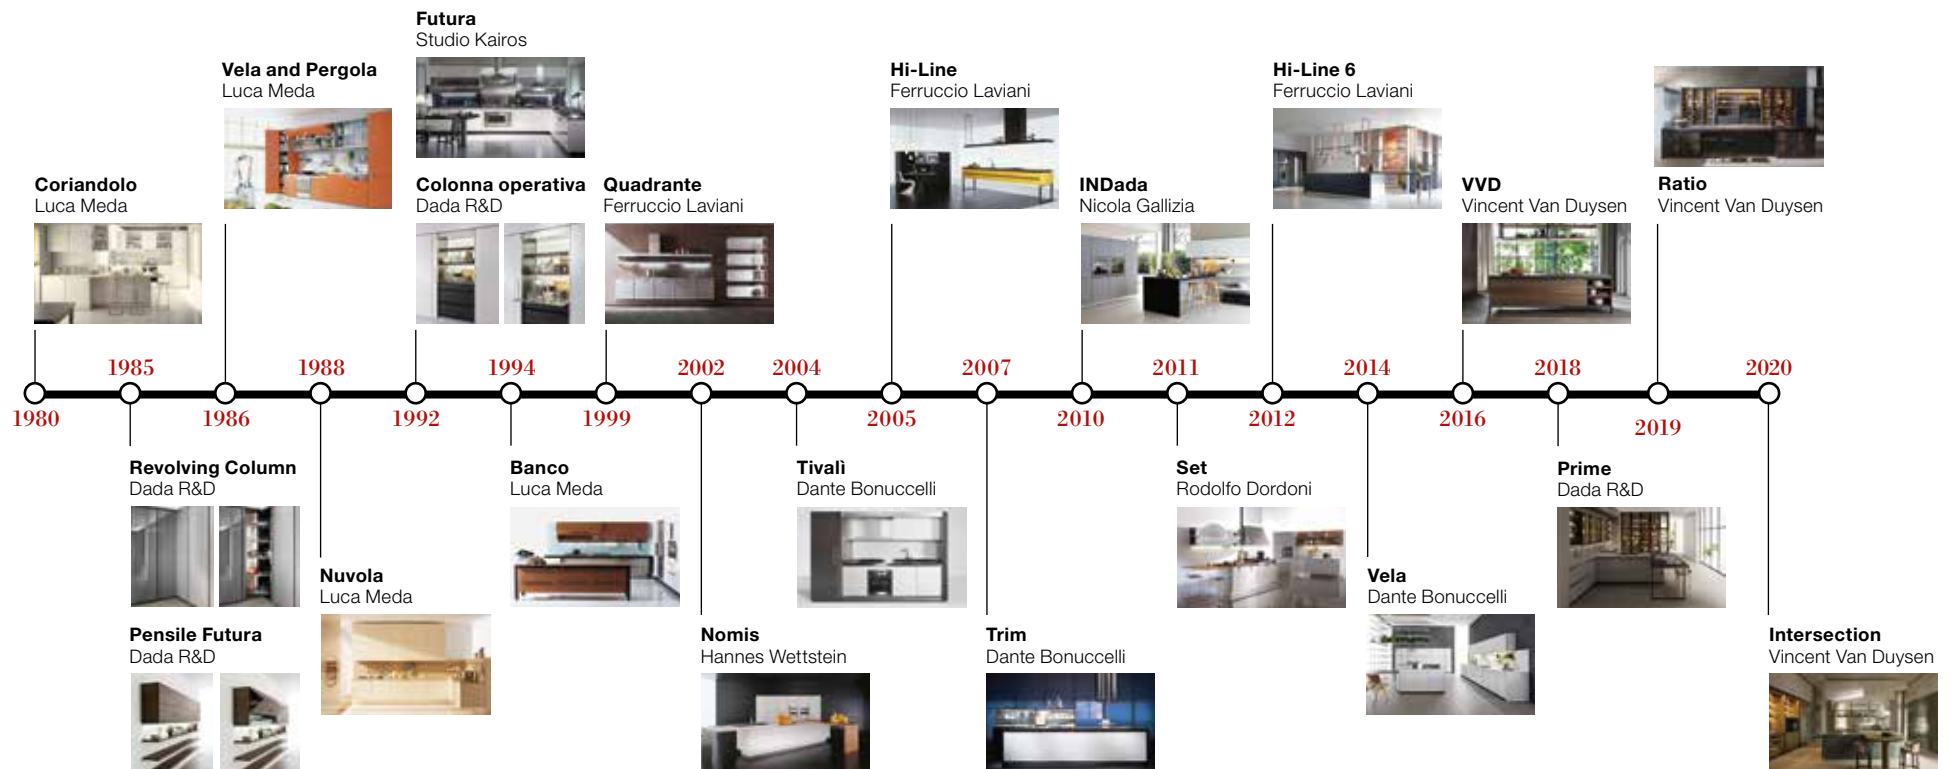 Futura
Studio Kairos
Vela and Pergola
Luca Meda
Hi-Line
Ferruccio Laviani
Hi-Line 6
Ferruccio Laviani
Coriandolo
Luca Meda
Colonna operativa
Dada R&D
Quadrante
Ferruccio Laviani
INDada
Nicola Gallizia
VVD
Vincent Van Duysen
Ratio
Vincent Van Duysen
1985
1988
1994
2002
2004
2007
2011
2014
2018
2020
1980
1986
1992
1999
2005
2010
2012
2016
2019
Revolving Column
Dada R&D
Banco
Luca Meda
Tivalì
Dante Bonuccelli
Set
Rodolfo Dordoni
Prime
Dada R&D
Nuvola
Luca Meda
Vela
Dante Bonuccelli
Pensile Futura
Dada R&D
Nomis
Hannes Wettstein
Trim
Dante Bonuccelli
Intersection
Vincent Van Duysen